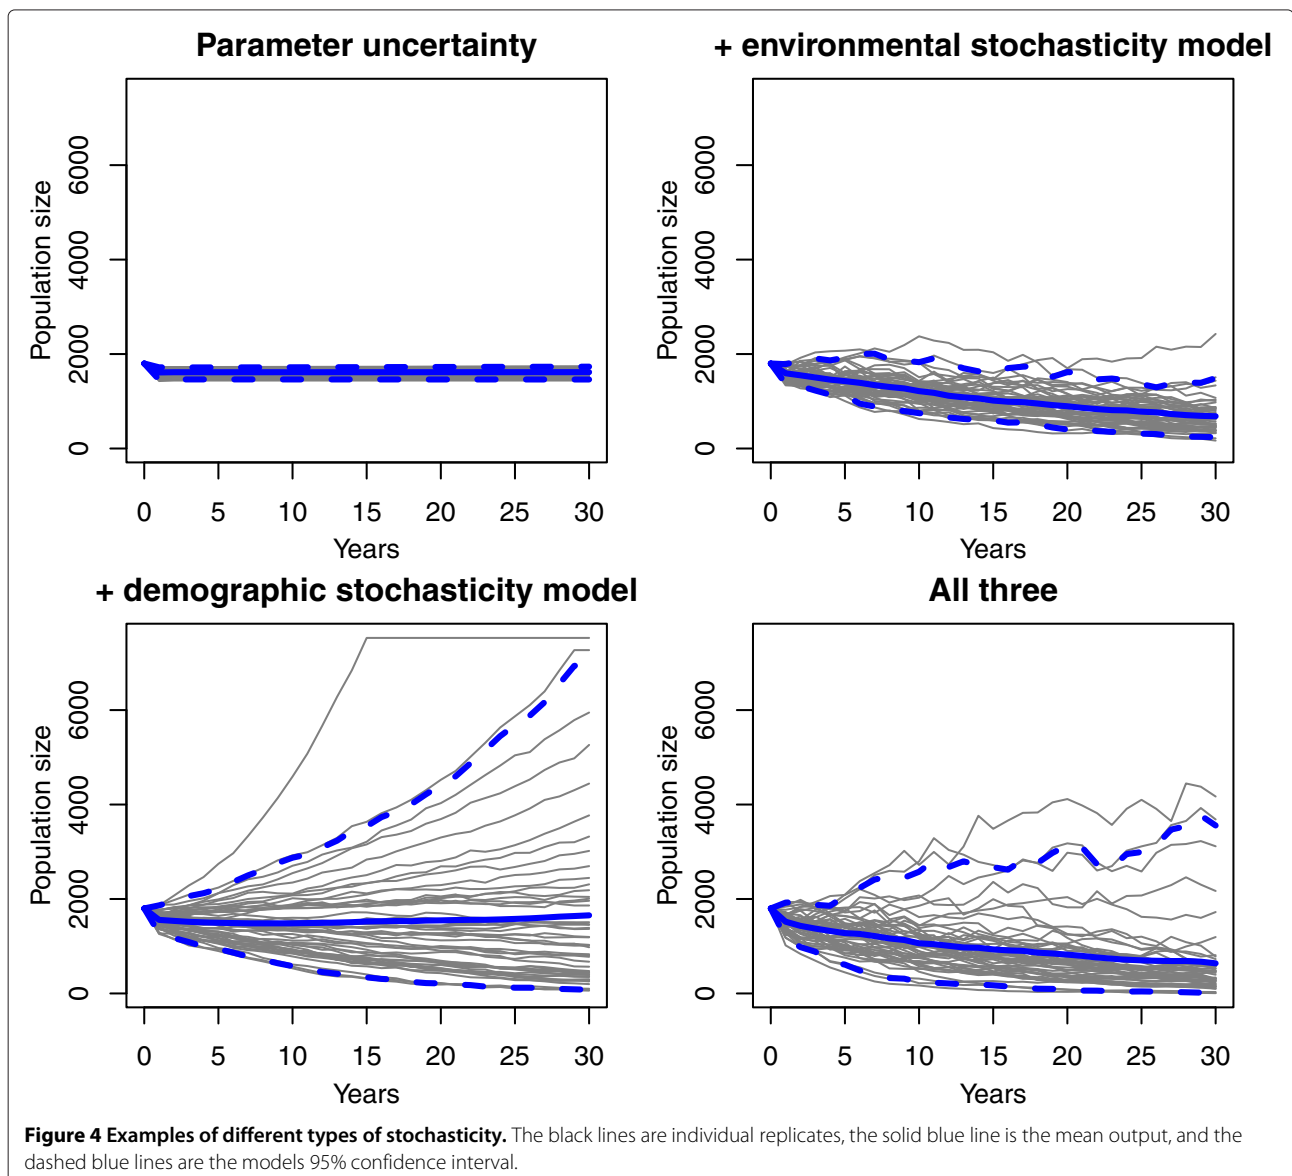 Parameter uncertainty
Population size
6000
4000
2000
0
0 5 10 15 20 25 30
Years
+ environmental stochasticity model
Population size
6000
4000
2000
0
0 5 10 15 20 25 30
Years
+ demographic stochasticity model
Population size
6000
4000
2000
0
0 5 10 15 20 25 30
Years
All three
Population size
6000
4000
2000
0
0 5 10 15 20 25 30
Years
Figure 4 Examples of different types of stochasticity. The black lines are individual replicates, the solid blue line is the mean output, and the
dashed blue lines are the models 95% confidence interval.